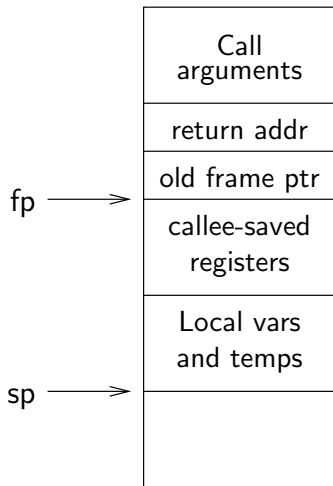 Call
arguments
return addr
old frame ptr
fp
callee-saved
registers
Local vars
and temps
sp